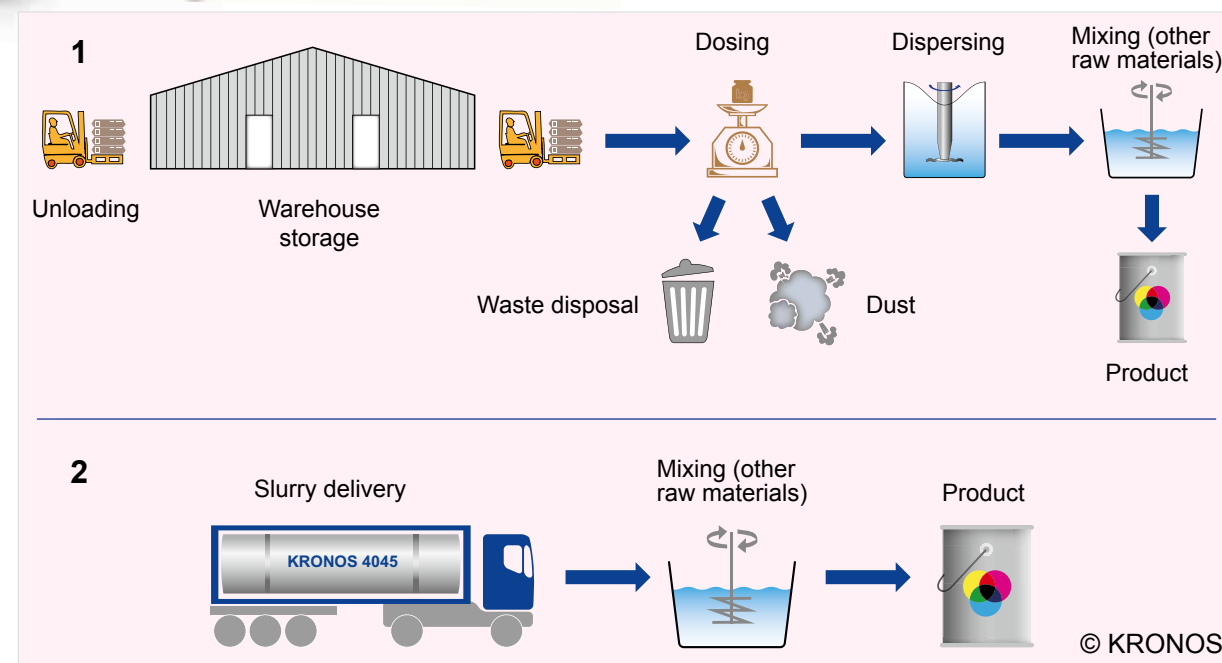 1
Dosing
Dispersing
Mixing (other
raw materials)
Unloading
Warehouse
storage
Waste disposal
Dust
Product
2
Slurry delivery
Mixing (other
raw materials)
Product
KRONOS 4045
© KRONOS